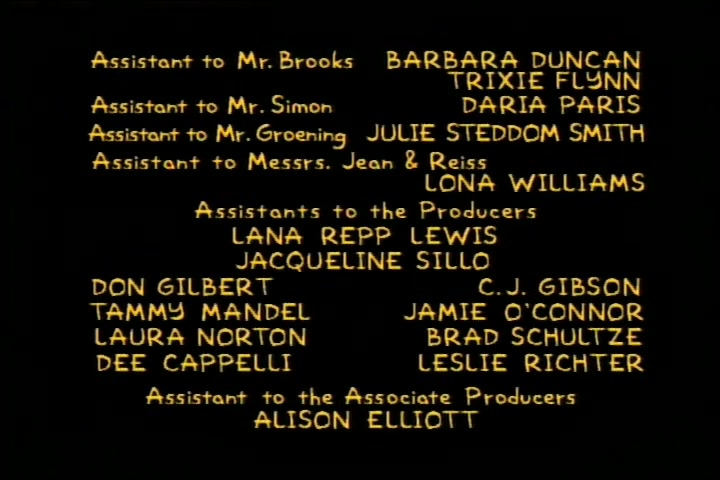 Assistant to Mr. Brooks BARBARA DUNCAN
TRIXIE FLYNN
Assistant to Mr. Simon DARIA PARIS
Assistant to Mr. Groening JULIE STEDDOM SMITH
Assistant to Messrs. Jean & Reiss
LONA WILLIAMS
Assistants to the Producers
LANA REPP LEWIS
JACQUELINE SILLO
DON GILBERT C.J. GIBSON
TAMMY MANDEL JAMIE O'CONNOR
LAURA NORTON BRAD SCHULTZE
DEE CAPPELLI LESLIE RICHTER
Assistant to the Associate Producers
ALISON ELLIOTT